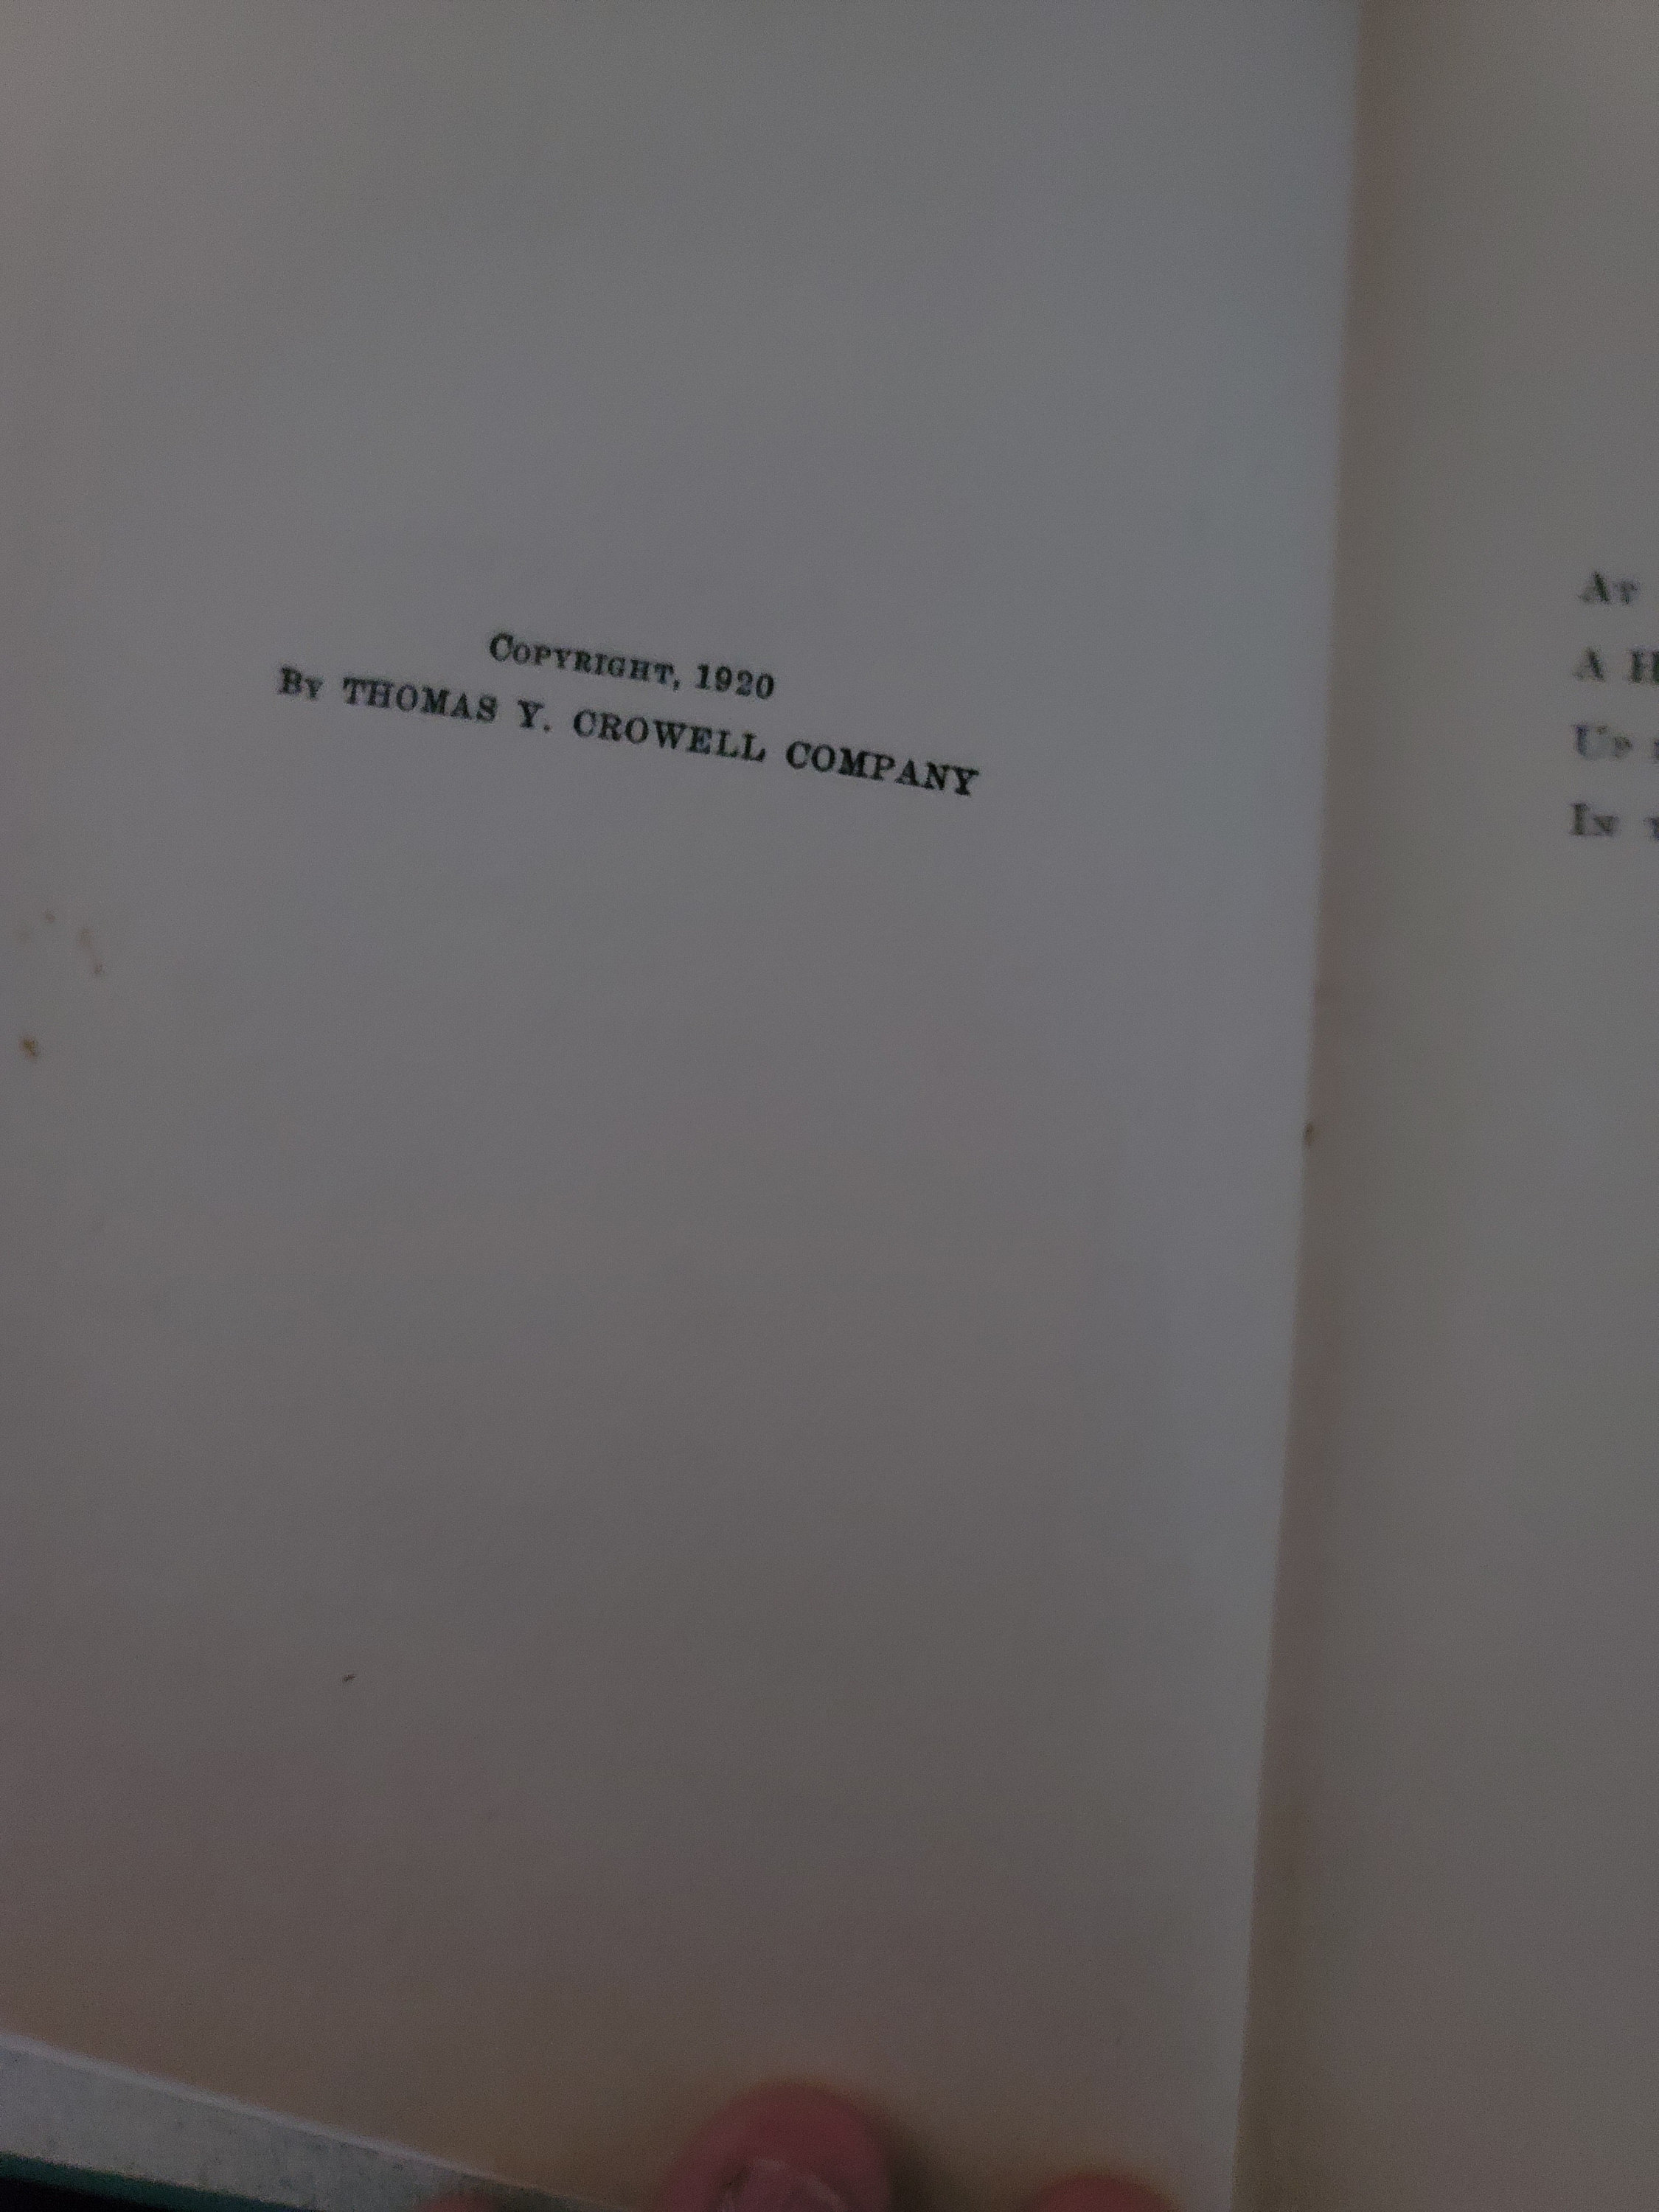 Copyright, 1920
By THOMAS Y. CROWELL COMPANY
At
A H
Up
In